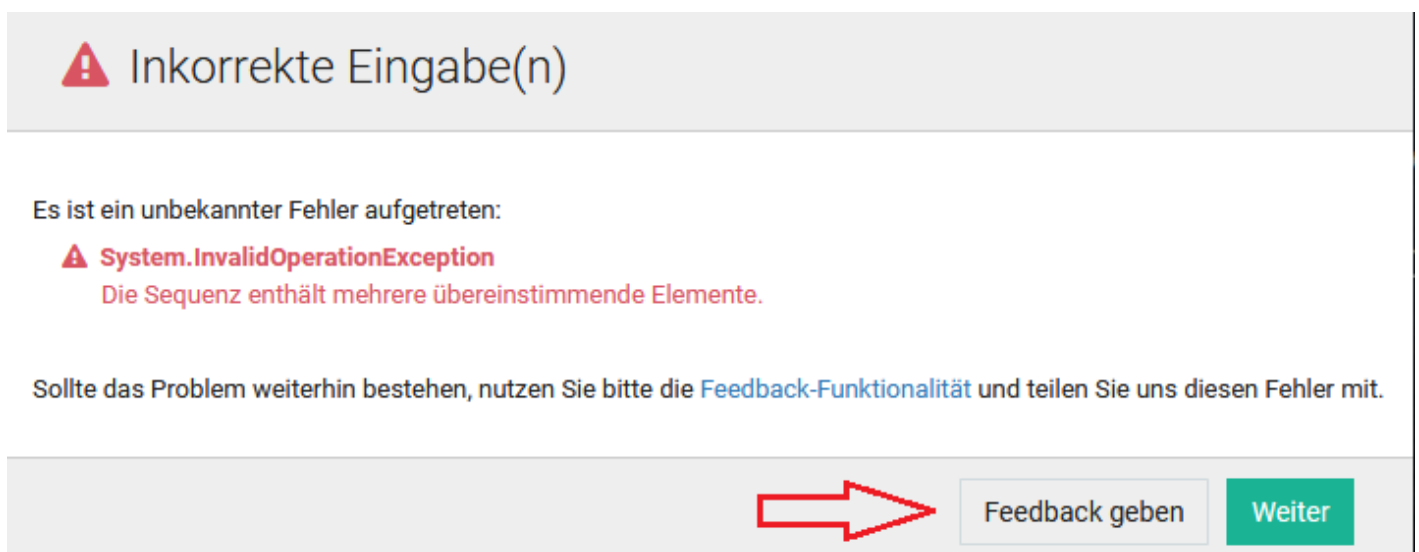 Inkorrekte Eingabe(n)
Es ist ein unbekannter Fehler aufgetreten:
System.InvalidOperationException
Die Sequenz enthält mehrere übereinstimmende Elemente.
Sollte das Problem weiterhin bestehen, nutzen Sie bitte die Feedback-Funktionalität und teilen Sie uns diesen Fehler mit.
Feedback geben Weiter